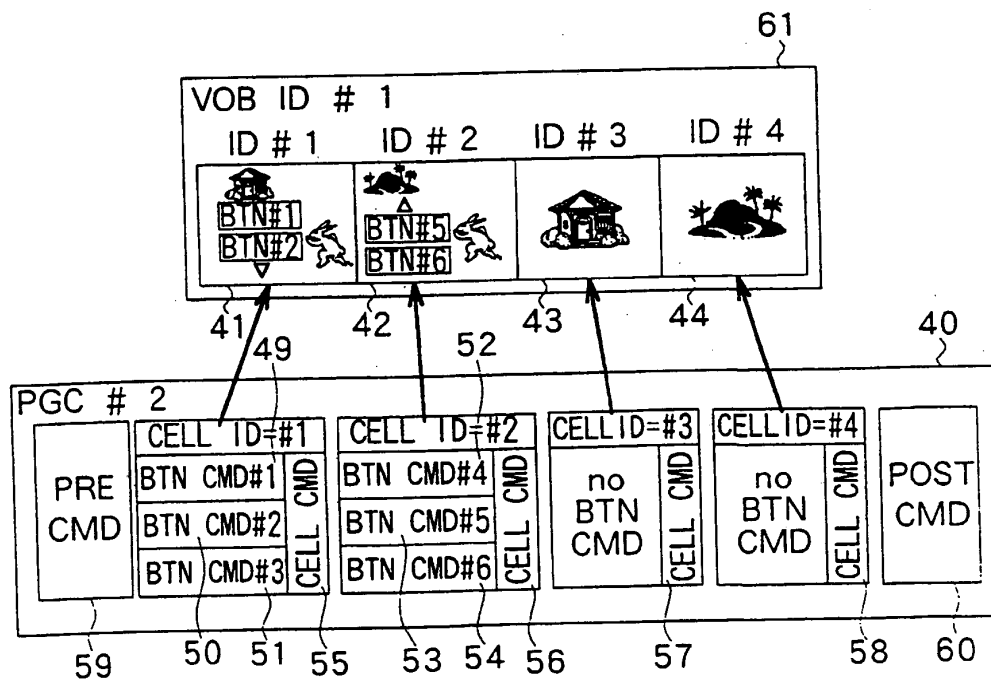 61
VOB ID # 1
ID # 1 ID # 2 ID # 3 ID # 4
BTN#1
BTN#2
BTN#5
BTN#6
41 42 43 44
49 52 40
PGC # 2
PRE
CMD
CELL ID=#1
BTN CMD#1
BTN CMD#2
BTN CMD#3
CELL CMD
CELL ID=#2
BTN CMD#4
BTN CMD#5
BTN CMD#6
CELL CMD
CELL ID=#3
no
BTN
CMD
CELL CMD
CELL ID=#4
no
BTN
CMD
CELL CMD
POST
CMD
59 50 51 55 53 54 56 57 58 60